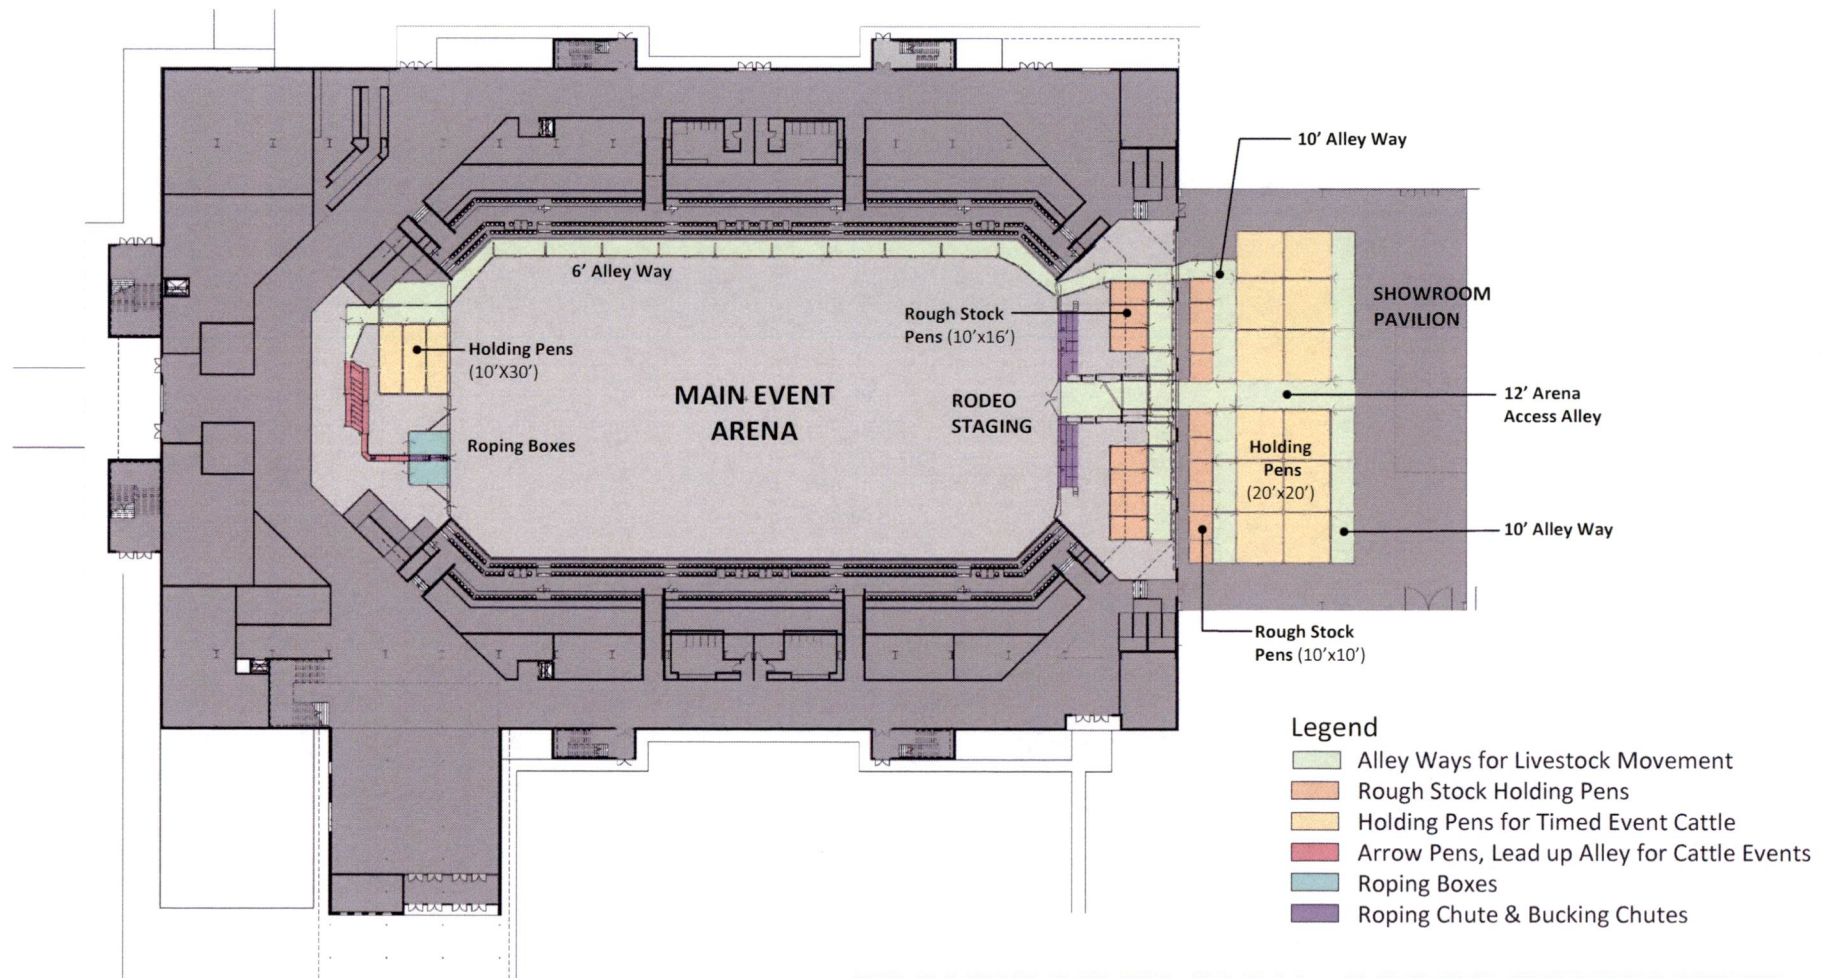 10' Alley Way
6' Alley Way
SHOWROOM
PAVILION
Rough Stock
Pens (10'x16')
Holding Pens
(10'X30')
MAIN EVENT
ARENA
RODEO
STAGING
12' Arena
Access Alley
Roping Boxes
Holding
Pens
(20'x20')
10' Alley Way
Rough Stock
Pens (10'x10')
Legend
Alley Ways for Livestock Movement
Rough Stock Holding Pens
Holding Pens for Timed Event Cattle
Arrow Pens, Lead up Alley for Cattle Events
Roping Boxes
Roping Chute & Bucking Chutes